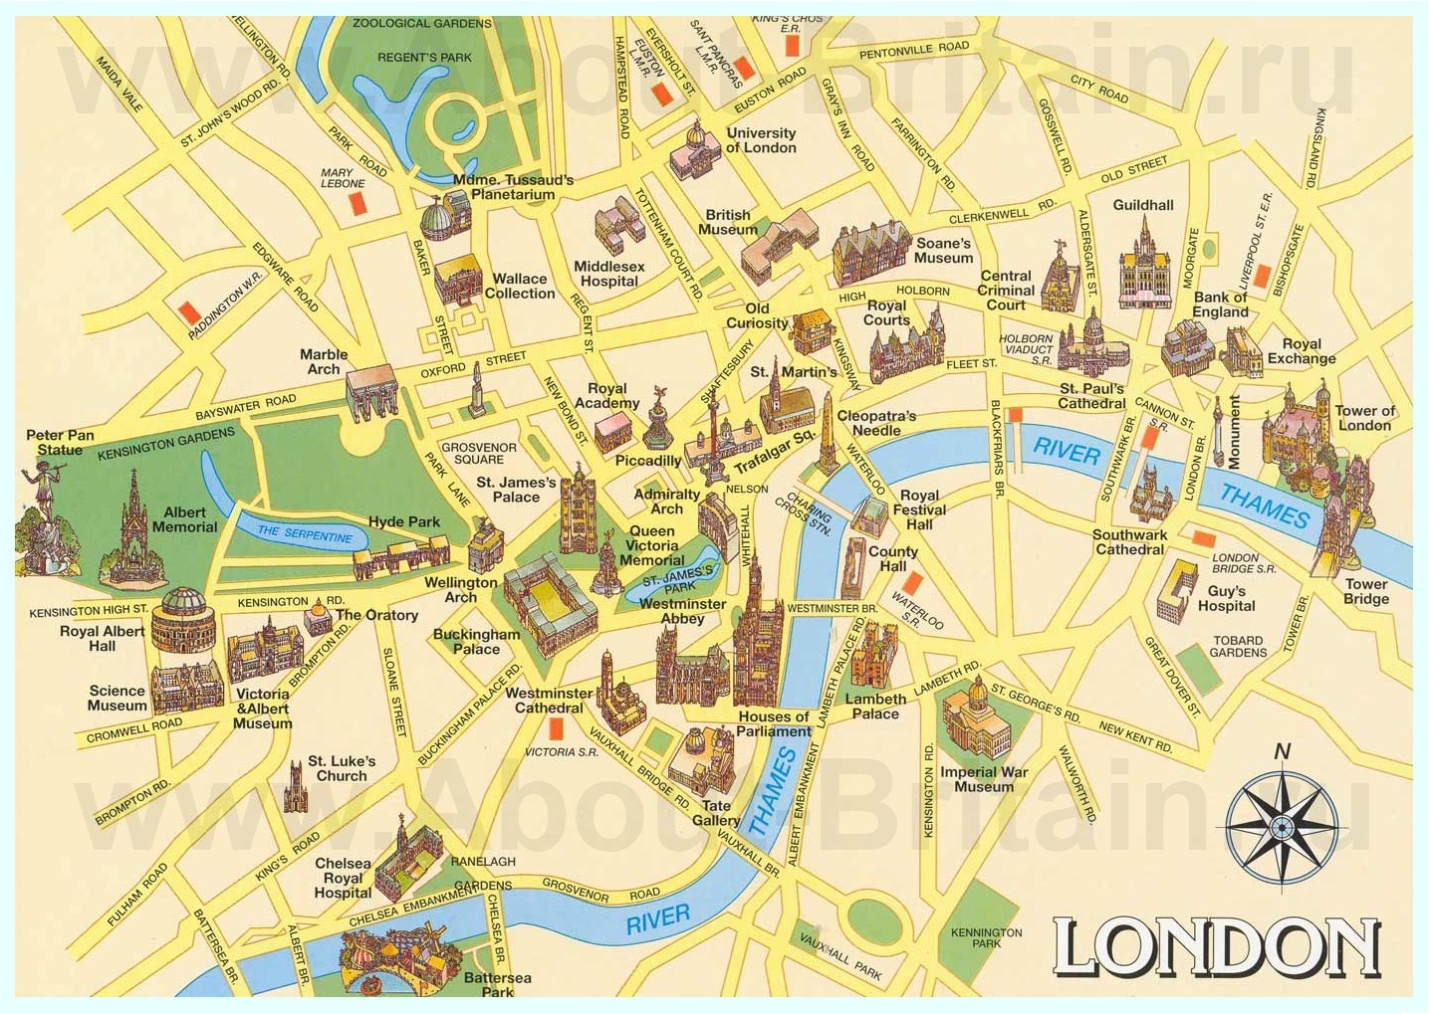 www.About-Britain.ru
ZOOLOGICAL GARDENS
REGENT'S PARK
WELLINGTON RD.
MAIDA VALE
ST. JOHN'S WOOD RD.
PARK ROAD
HAMPSTEAD ROAD
EVERSHOLT ST.
EUSTON
L.M.R.
SANT PANCRAS
L.M.R.
KING'S CROS
E.R.
EUSTON ROAD
PENTONVILLE ROAD
GRAY'S INN ROAD
FARRINGTON RD.
CITY ROAD
GOSSWELL RD.
OLD STREET
KINGSLAND RD.
University
of London
MARY
LEBONE
Mdme. Tussaud's
Planetarium
TOTTENHAM COURT RD.
British
Museum
CLERKENWELL RD.
Guildhall
ALDERSGATE ST.
MOORGATE
LIVERPOOL ST. E.R.
BISHOPSGATE
EDGWARE ROAD
PADDINGTON W.R.
BAKER
STREET
Wallace
Collection
Middlesex
Hospital
REGENT ST.
Soane's
Museum
Central
Criminal
Court
HIGH HOLBORN
Old
Curiosity
Royal
Courts
KINGSWAY
HOLBORN
VIADUCT
S.R.
Bank of
England
Royal
Exchange
Marble
Arch
OXFORD STREET
SHAFTESBURY
St. Martin's
FLEET ST.
St. Paul's
Cathedral
CANNON ST.
S.R.
BAYSWATER ROAD
NEW BOND ST.
Royal
Academy
Cleopatra's
Needle
Monument
Tower of
London
Peter Pan
Statue
KENSINGTON GARDENS
PARK LANE
GROSVENOR
SQUARE
Piccadilly
Trafalgar Sq.
WATERLOO
BLACKFRIARS BR.
RIVER
SOUTHWARK BR.
LONDON BR.
THAMES
St. James's
Palace
Admiralty
Arch
NELSON
CHARING
CROSS STN.
Royal
Festival
Hall
Albert
Memorial
THE SERPENTINE
Hyde Park
Queen
Victoria
Memorial
WHITEHALL
County
Hall
Southwark
Cathedral
LONDON
BRIDGE S.R.
Wellington
Arch
ST. JAMES'S
PARK
Westminster
Abbey
WESTMINSTER BR.
WATERLOO
S.R.
Guy's
Hospital
Tower
Bridge
KENSINGTON HIGH ST.
KENSINGTON RD.
The Oratory
Royal Albert
Hall
BROMPTON RD.
Buckingham
Palace
LAMBETH PALACE RD.
TOBARD
GARDENS
TOWER BR.
GREAT DOVER ST.
Science
Museum
Victoria
&Albert
Museum
SLOANE STREET
BUCKINGHAM PALACE RD.
Westminster
Cathedral
Houses of
Parliament
Lambeth
Palace
LAMBETH RD.
ST. GEORGE'S RD.
NEW KENT RD.
CROMWELL ROAD
VICTORIA S.R.
VAUXHALL BRIDGE RD.
THAMES
ALBERT EMBANKMENT
KENSINGTON RD.
Imperial War
Museum
WALWORTH RD.
N
St. Luke's
Church
Tate
Gallery
www.About-Britain.ru
BROMPTON RD.
KING'S ROAD
VAUXHALL BR.
FULHAM ROAD
Chelsea
Royal
Hospital
RANELAGH
GARDENS
GROSVENOR ROAD
CHELSEA EMBANKMENT
RIVER
BATTERSEA BR.
ALBERT BR.
CHELSEA BR.
VAUXHALL PARK
KENNINGTON
PARK
LONDON
Battersea
Park